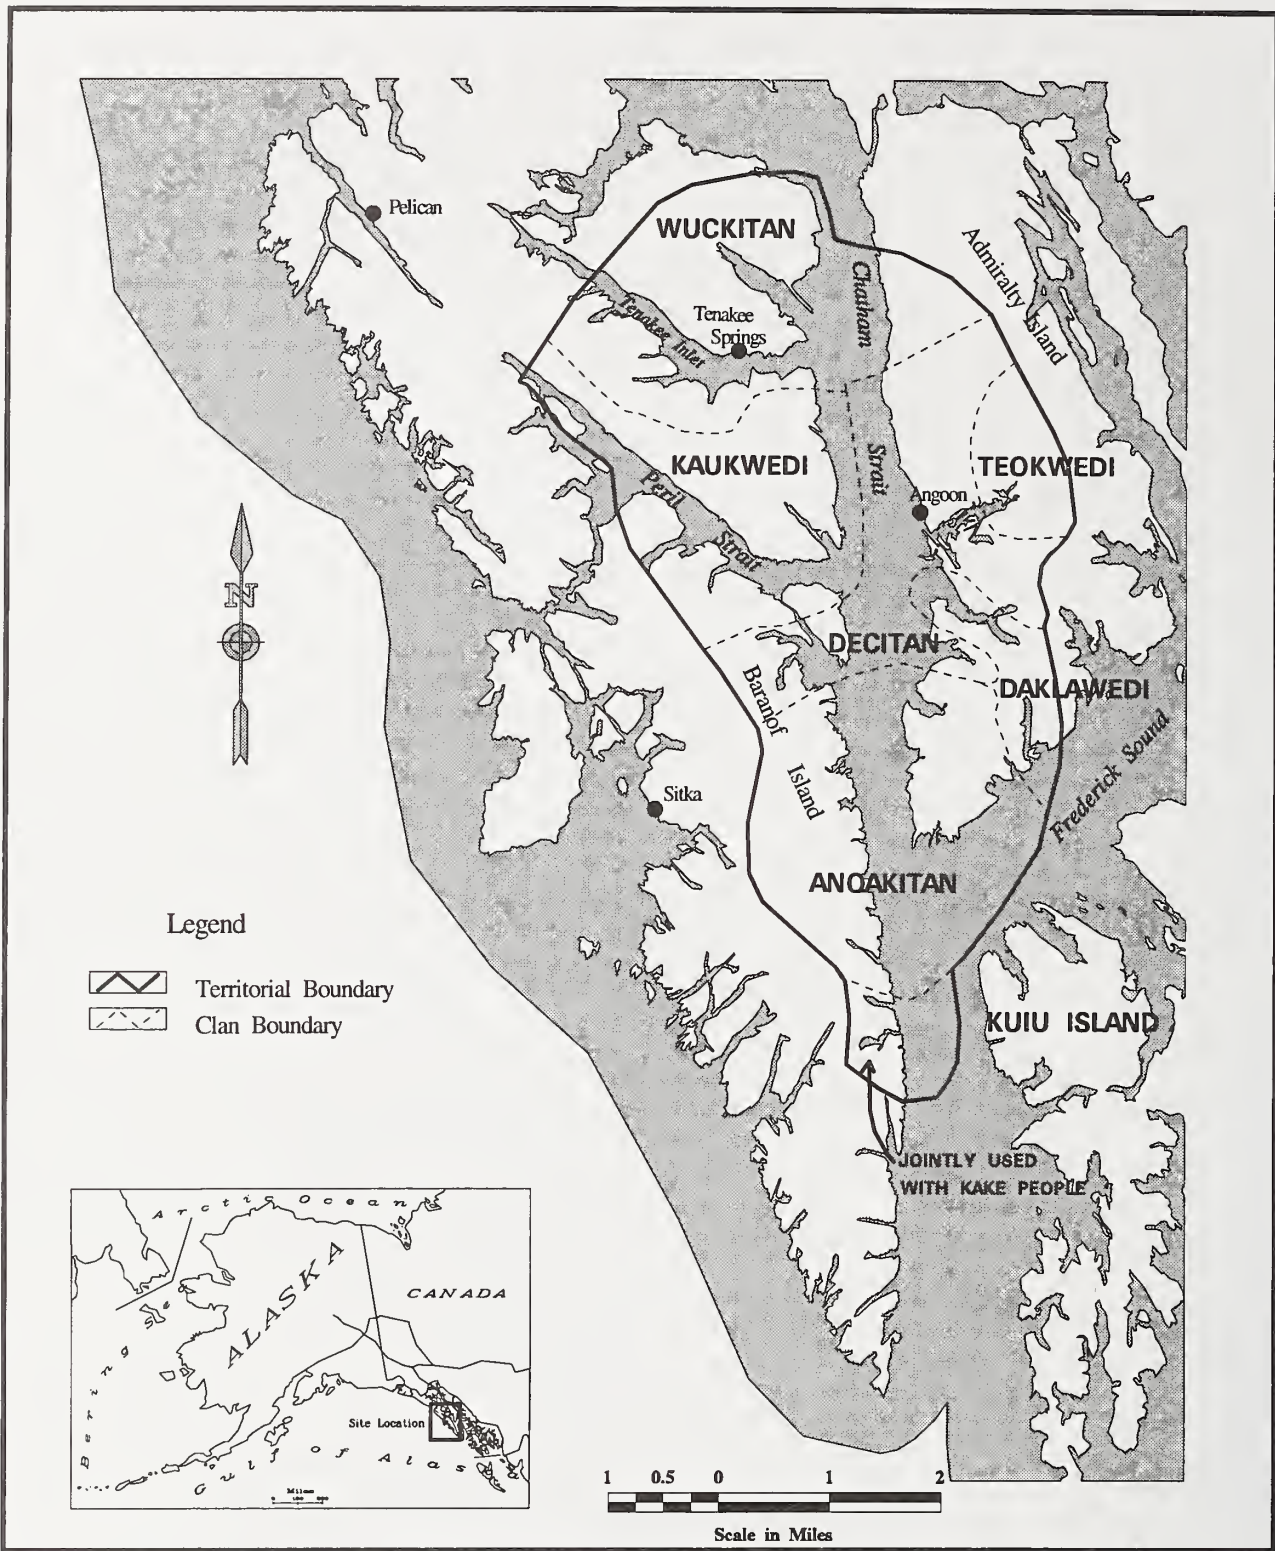 Pelican
WUCKITAN
Admiralty Island
Chatham Strait
Tenakee
Springs
Tenakee Inlet
KAUKWEDI
TEOKWEDI
Peril Strait
Angoon
DECITAN
DAKLAWEDI
N
Baranof Island
Sitka
Frederick Sound
ANOAKITAN
Legend
Territorial Boundary
Clan Boundary
KUIU ISLAND
JOINTLY USED
WITH KAKE PEOPLE
Arctic Ocean
ALASKA
CANADA
Bering Se
Site Location
Gulf of Alas
Miles
1 0.5 0 1 2
Scale in Miles